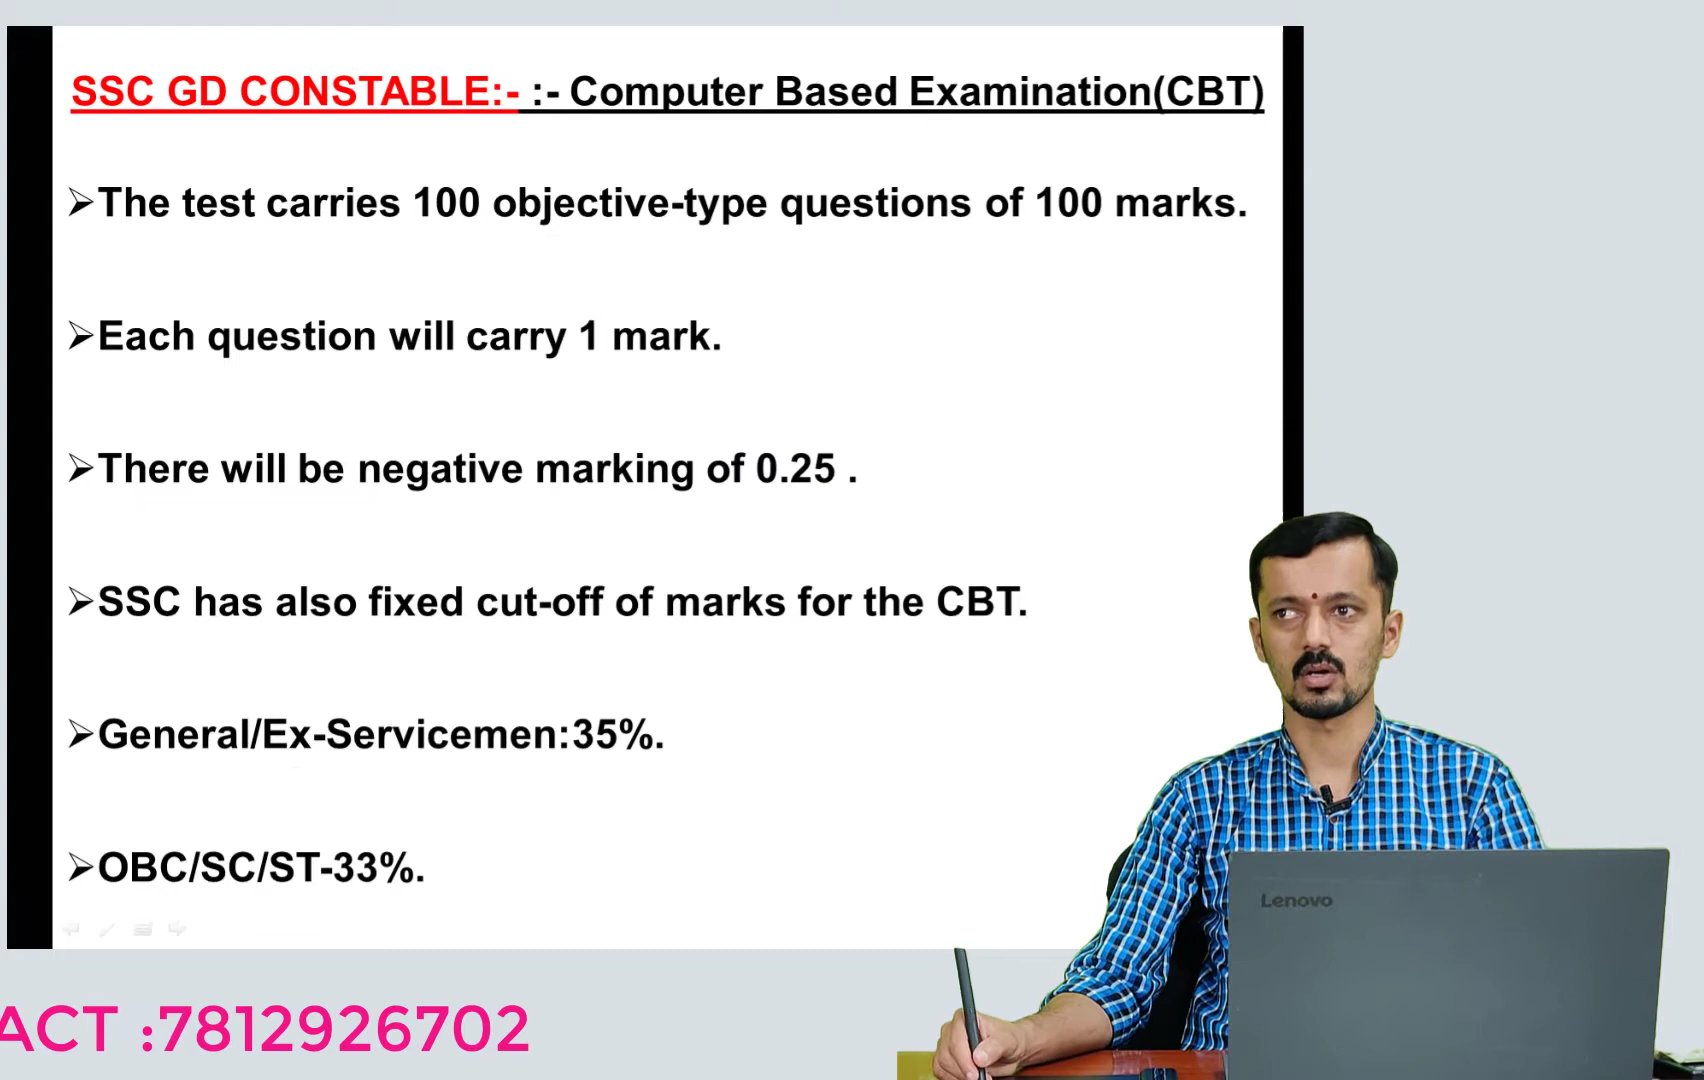 SSC GD CONSTABLE:- :- Computer Based Examination(CBT)
➢The test carries 100 objective-type questions of 100 marks.
➢Each question will carry 1 mark.
➢There will be negative marking of 0.25 .
➢SSC has also fixed cut-off of marks for the CBT.
➢General/Ex-Servicemen:35%.
➢OBC/SC/ST-33%.
Lenovo
ACT :7812926702